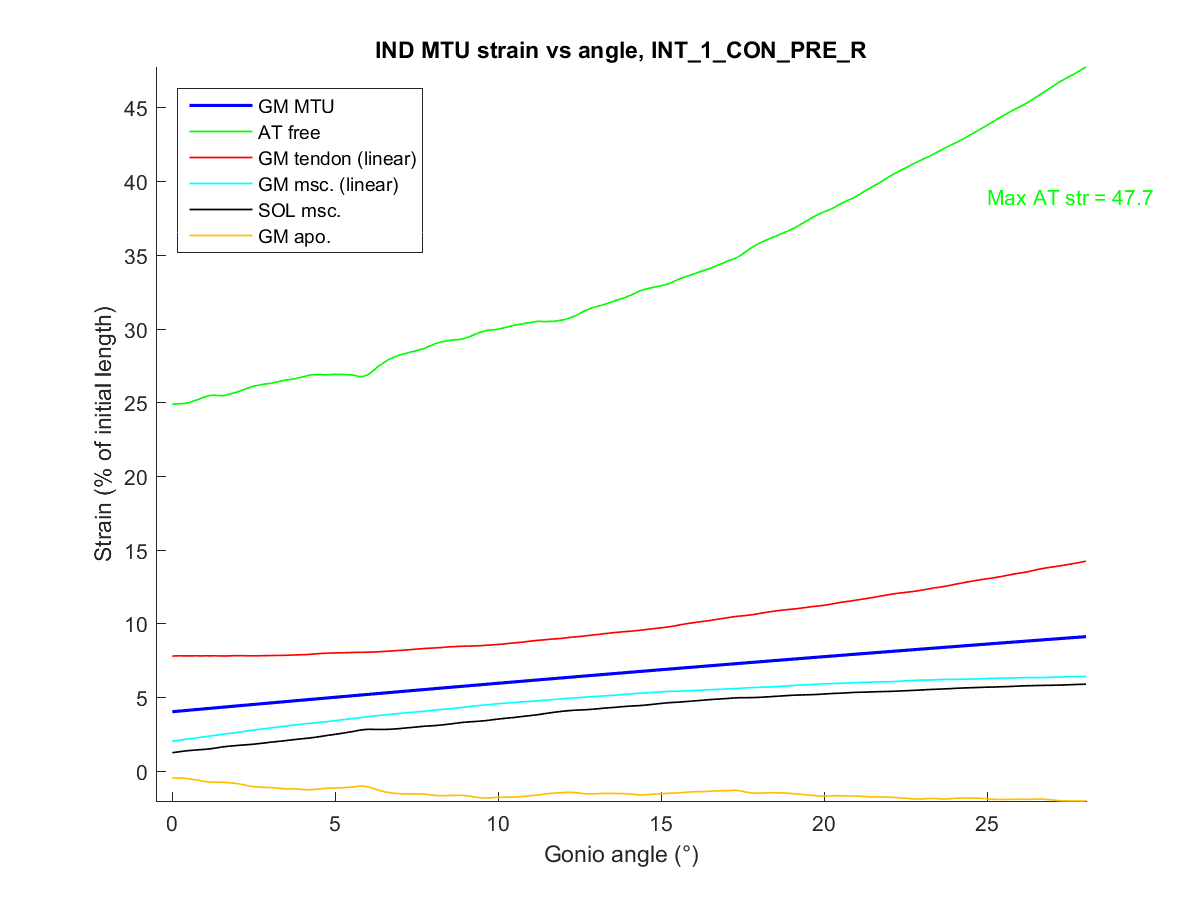 IND MTU strain vs angle, INT_1_CON_PRE_R
GM MTU
AT free
GM tendon (linear)
GM msc. (linear)
SOL msc.
GM apo.
Max AT str = 47.7
Strain (% of initial length)
45
40
35
30
25
20
15
10
5
0
0 5 10 15 20 25
Gonio angle (°)